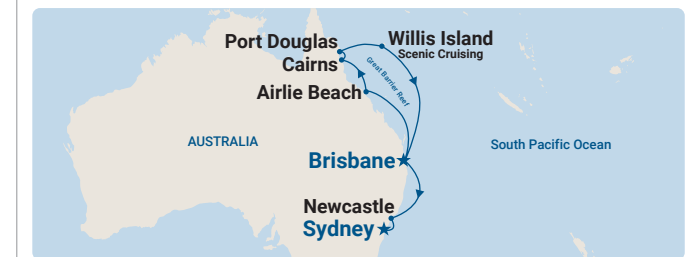 Port Douglas
Willis Island
Scenic Cruising
Cairns
Great Barrier Reef
Airlie Beach
AUSTRALIA
South Pacific Ocean
Brisbane
Newcastle
Sydney